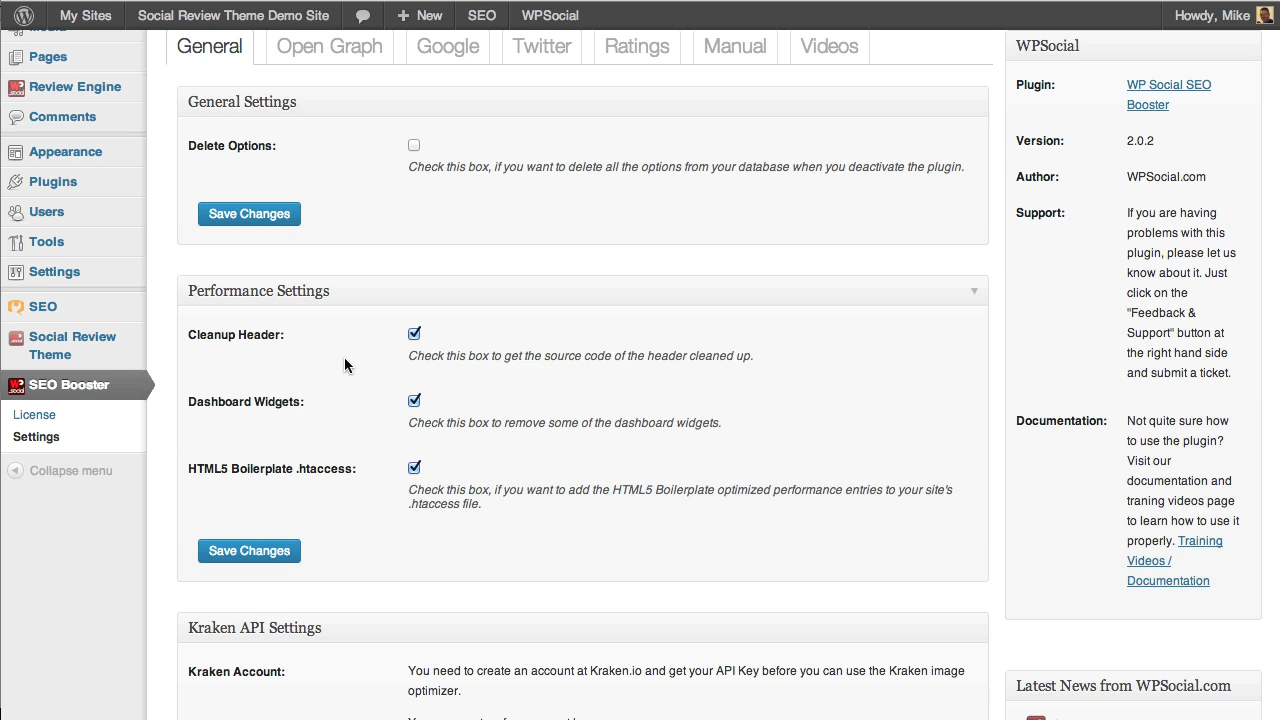 My Sites
Social Review Theme Demo Site
New
SEO
WPSocial
Howdy, Mike
Media
Pages
Review Engine
Comments
Appearance
Plugins
Users
Tools
Settings
SEO
Social Review
Theme
SEO Booster
License
Settings
Collapse menu
General
Open Graph
Google
Twitter
Ratings
Manual
Videos
General Settings
Delete Options:
Check this box, if you want to delete all the options from your database when you deactivate the plugin.
Save Changes
Performance Settings
Cleanup Header:
Check this box to get the source code of the header cleaned up.
Dashboard Widgets:
Check this box to remove some of the dashboard widgets.
HTML5 Boilerplate .htaccess:
Check this box, if you want to add the HTML5 Boilerplate optimized performance entries to your site's
.htaccess file.
Save Changes
Kraken API Settings
Kraken Account:
You need to create an account at Kraken.io and get your API Key before you can use the Kraken image
optimizer.
WPSocial
Plugin:
WP Social SEO
Booster
Version:
2.0.2
Author:
WPSocial.com
Support:
If you are having
problems with this
plugin, please let us
know about it. Just
click on the
"Feedback &
Support" button at
the right hand side
and submit a ticket.
Documentation:
Not quite sure how
to use the plugin?
Visit our
documentation and
traning videos page
to learn how to use it
properly. Training
Videos /
Documentation
Latest News from WPSocial.com